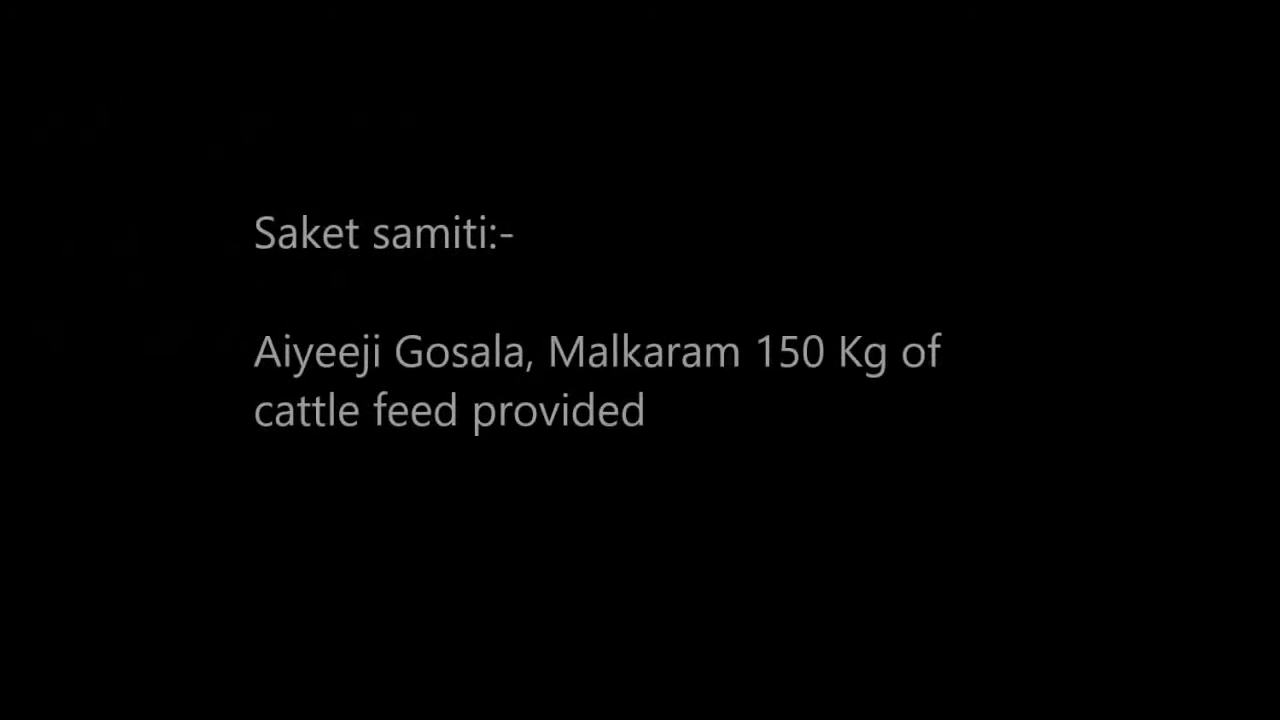 Saket samiti:-
Aiyeeji Gosala, Malkaram 150 Kg of
cattle feed provided